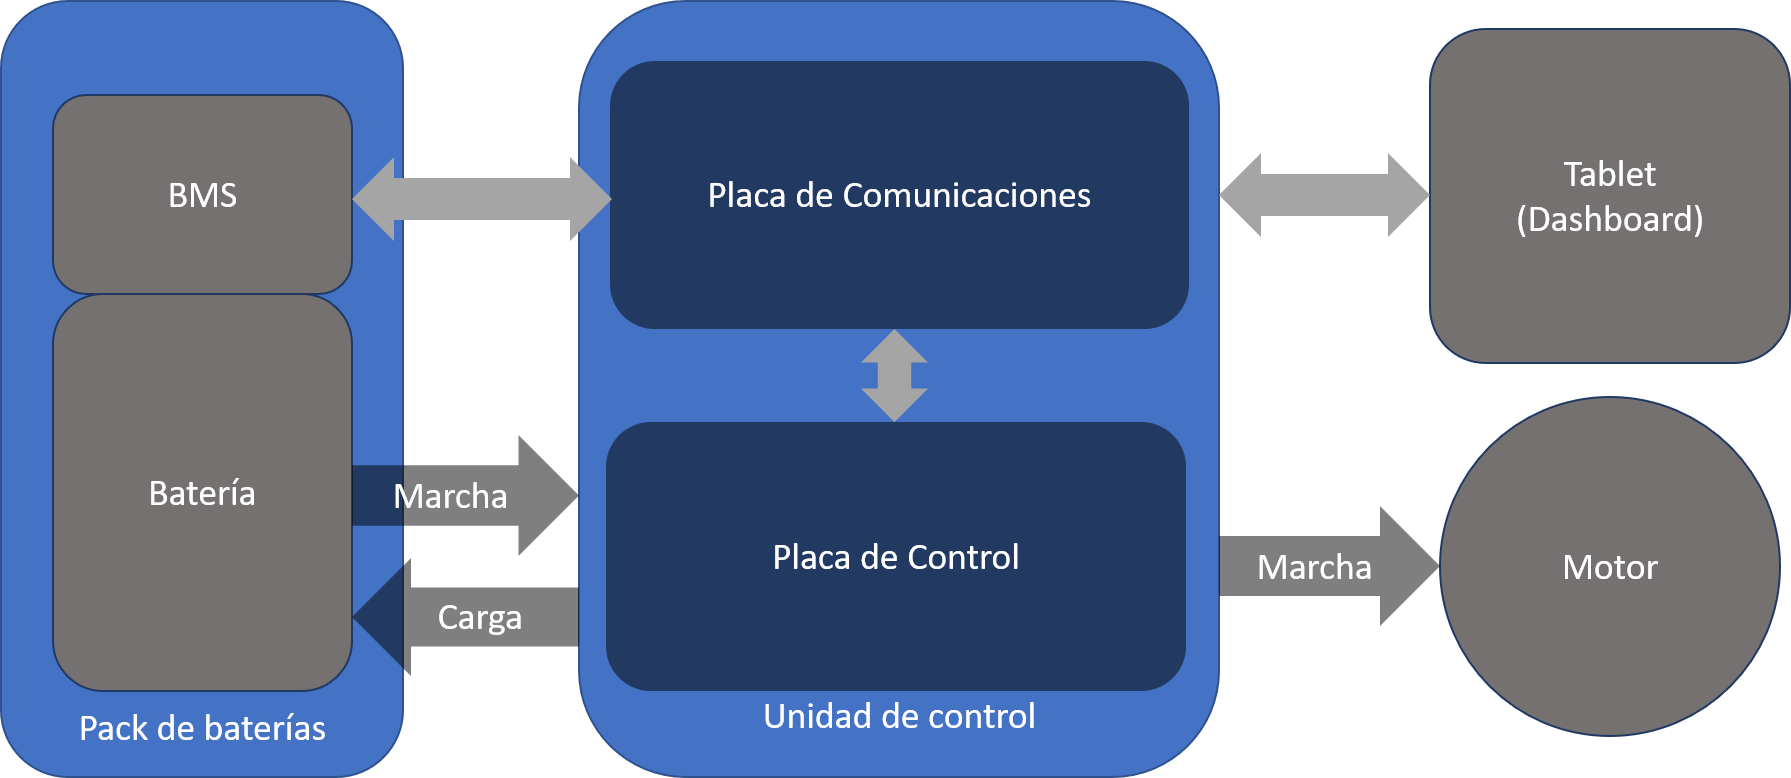 BMS
Placa de Comunicaciones
Tablet
(Dashboard)
Batería
Marcha
Carga
Placa de Control
Marcha
Motor
Pack de baterías
Unidad de control